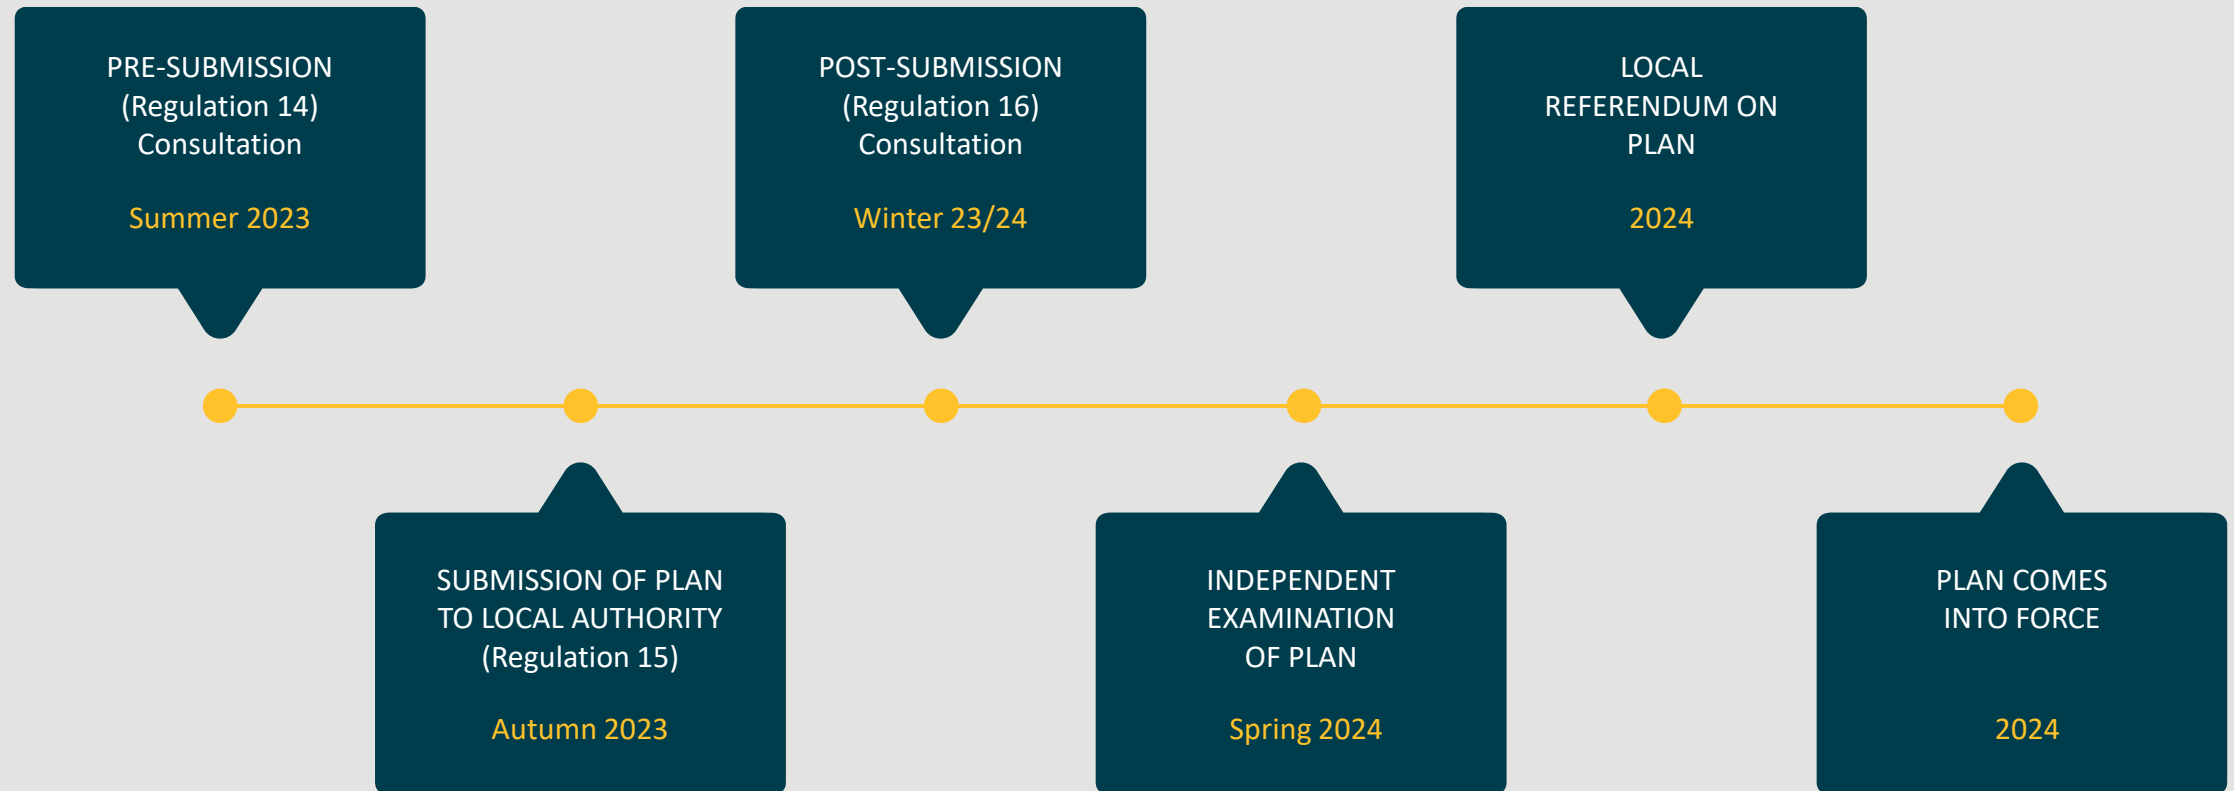 PRE-SUBMISSION
(Regulation 14)
Consultation
Summer 2023
SUBMISSION OF PLAN
TO LOCAL AUTHORITY
(Regulation 15)
Autumn 2023
POST-SUBMISSION
(Regulation 16)
Consultation
Winter 23/24
INDEPENDENT
EXAMINATION
OF PLAN
Spring 2024
LOCAL
REFERENDUM ON
PLAN
2024
PLAN COMES
INTO FORCE
2024